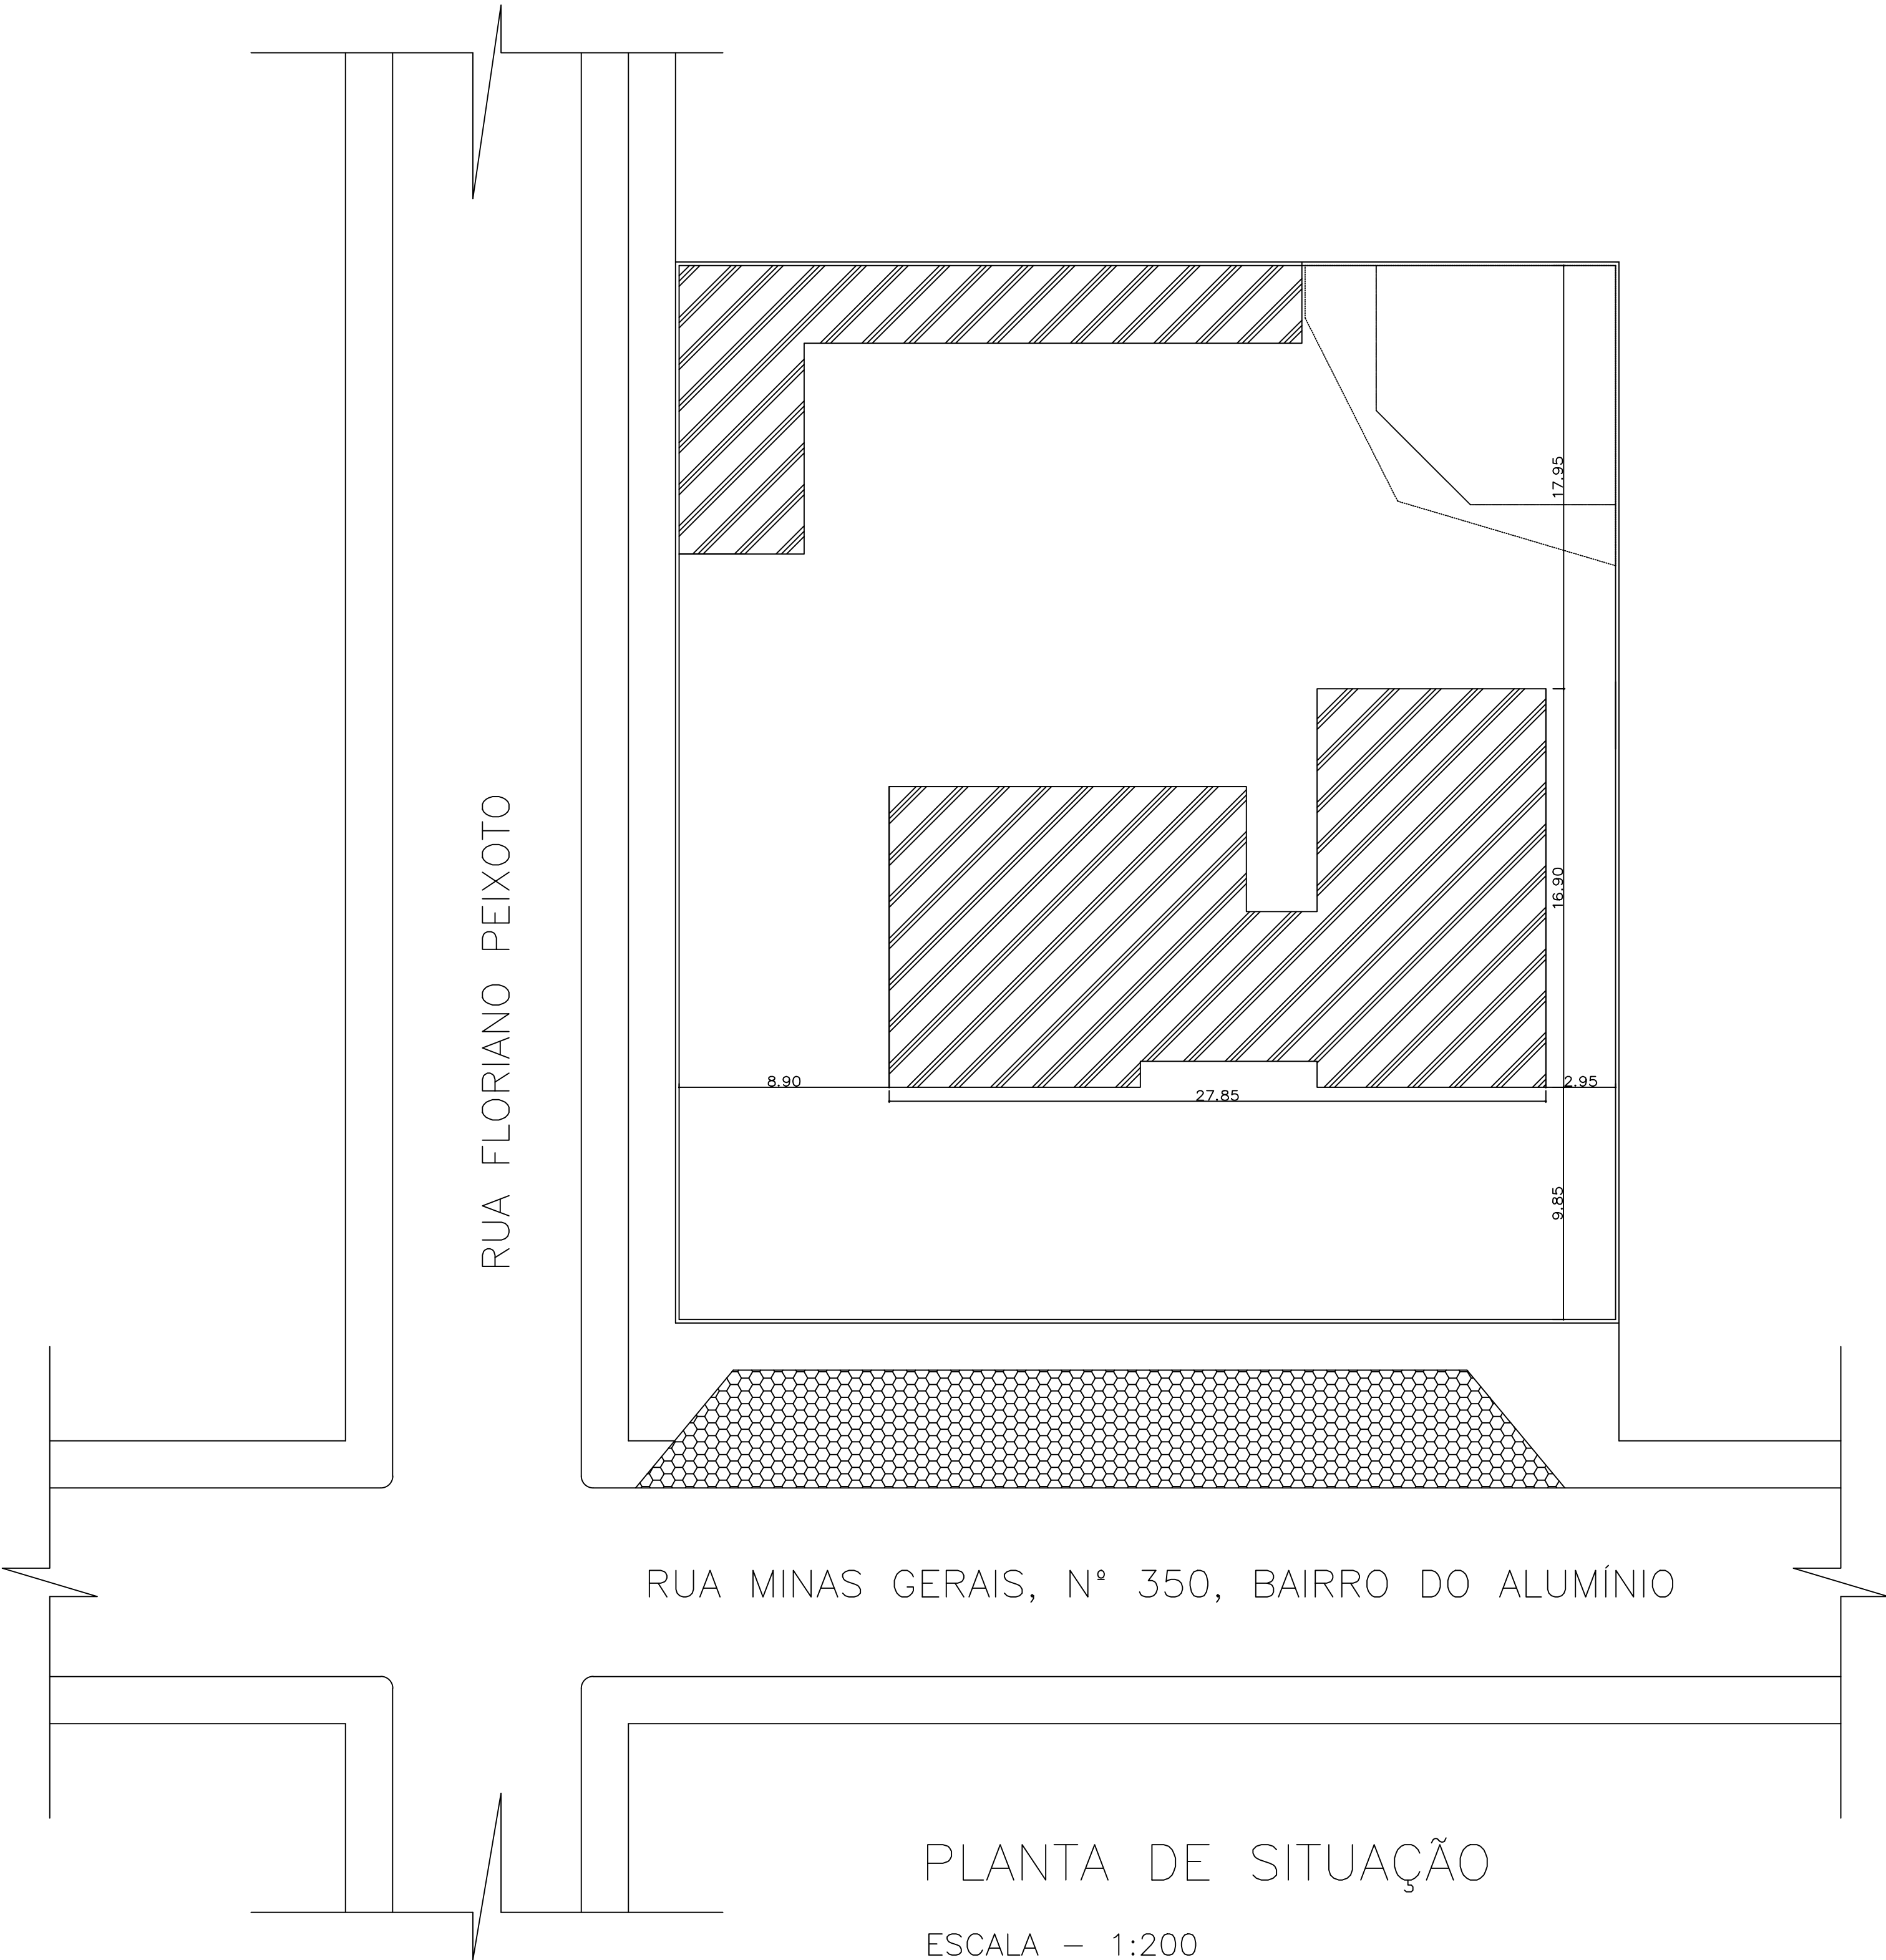 17.95
RUA FLORIANO PEIXOTO
16.90
8.90
27.85
2.95
9.85
RUA MINAS GERAIS, Nº 350, BAIRRO DO ALUMÍNIO
PLANTA DE SITUAÇÃO
ESCALA – 1:200